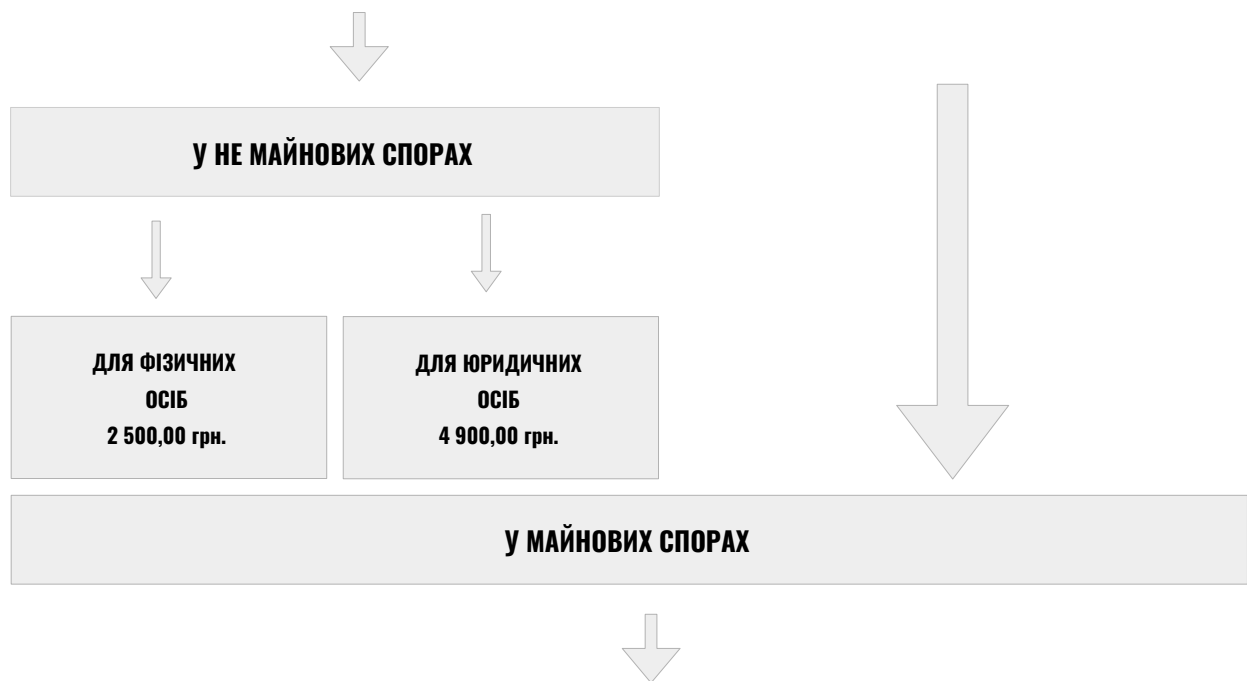 У НЕ МАЙНОВИХ СПОРАХ
ДЛЯ ФІЗИЧНИХ
ОСІБ
2 500,00 грн.
ДЛЯ ЮРИДИЧНИХ
ОСІБ
4 900,00 грн.
У МАЙНОВИХ СПОРАХ